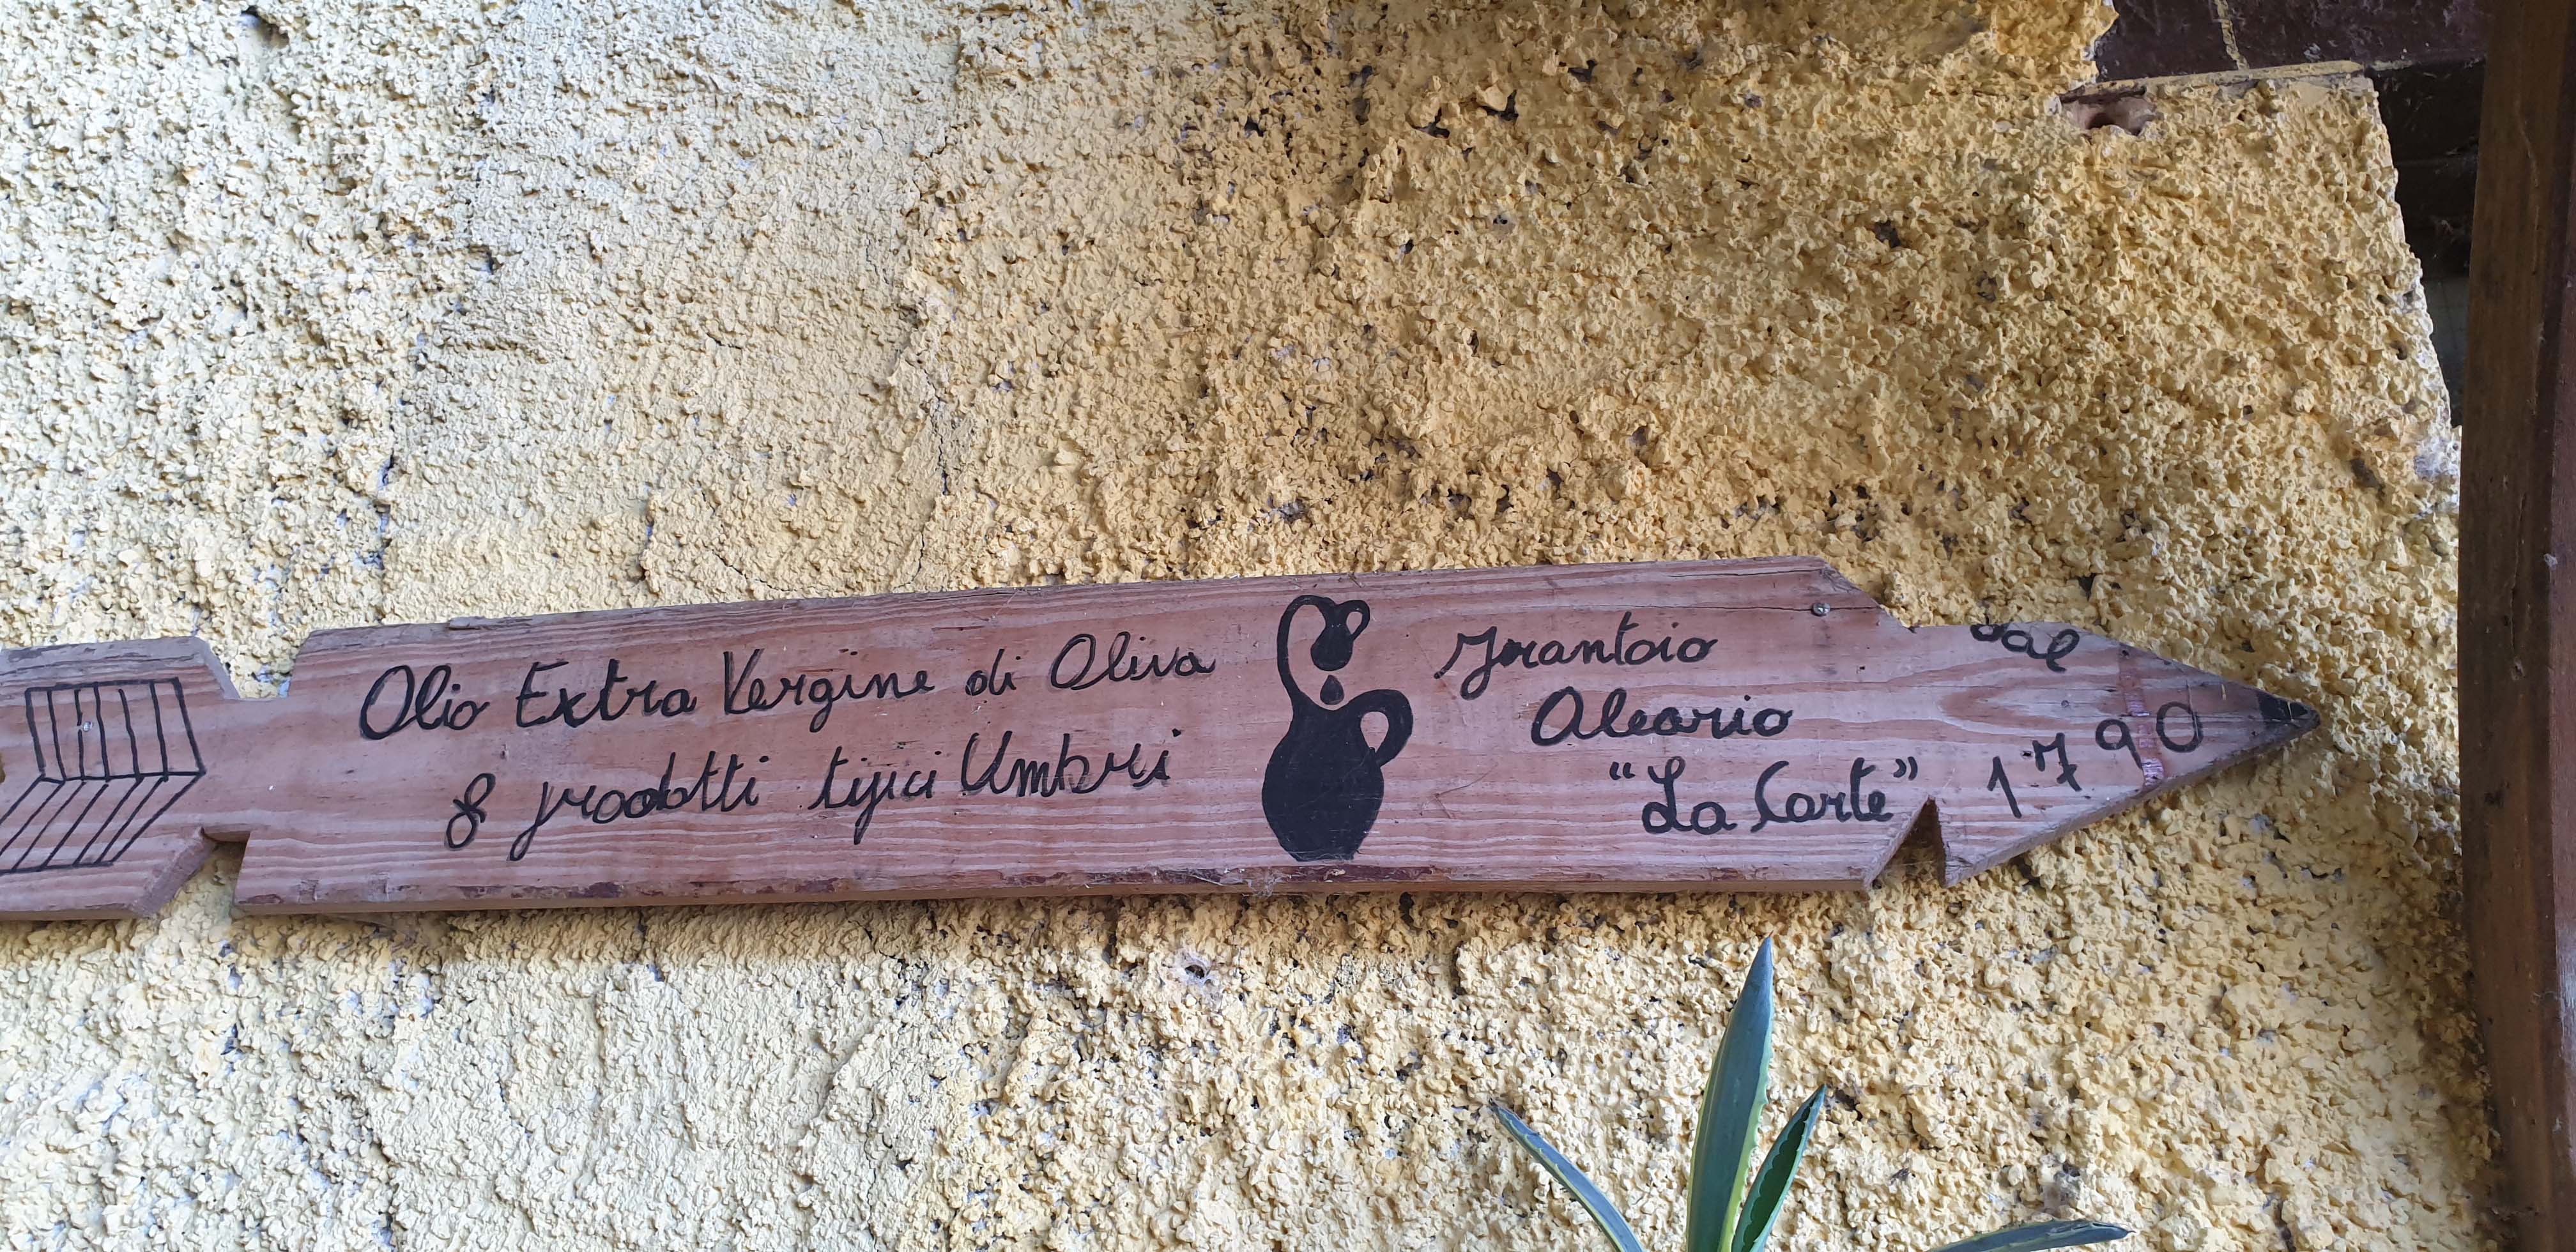 Olio Extra Vergine di Oliva
& prodotti tipici Umbri
Frantoio
Oleario
"La Corte"
dal
1790